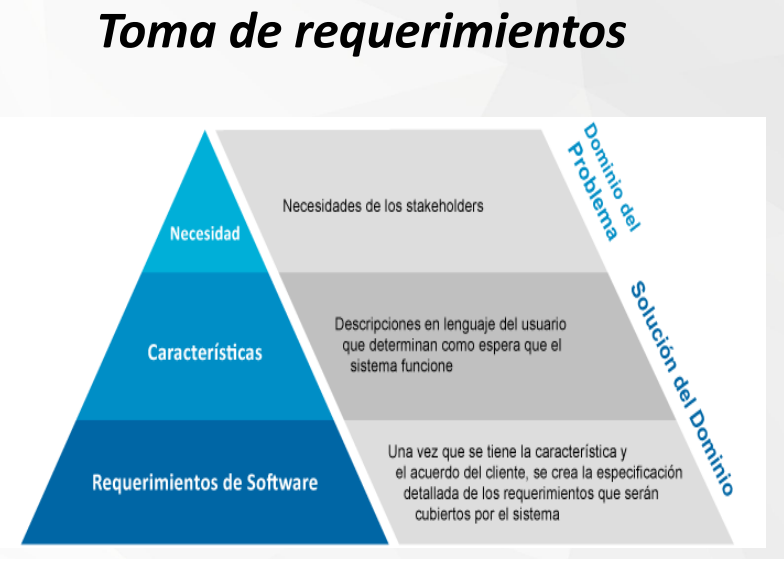 Toma de requerimientos
Necesidad
Necesidades de los stakeholders
Dominio del
Problema
Características
Descripciones en lenguaje del usuario
que determinan como espera que el
sistema funcione
Solución del Dominio
Requerimientos de Software
Una vez que se tiene la característica y
el acuerdo del cliente, se crea la especificación
detallada de los requerimientos que serán
cubiertos por el sistema